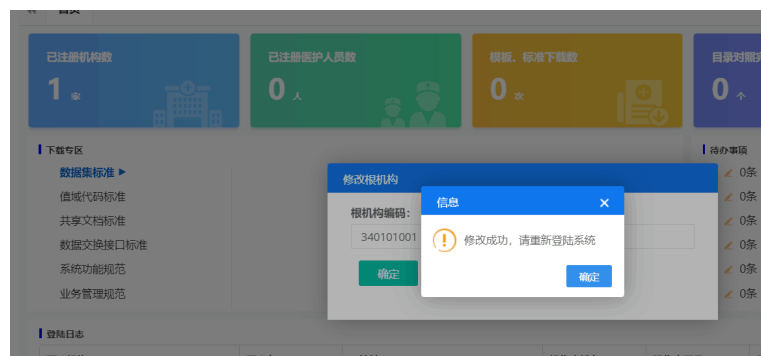 首页
已注册机构数
1 家
已注册医护人员数
0 人
模板、标准下载数
0 次
目录对照
0 个
下载专区
数据集标准
值域代码标准
共享文档标准
数据交换接口标准
系统功能规范
业务管理规范
待办事项
0条
0条
0条
0条
0条
0条
修改根机构
根机构编码：
340101001
确定
信息
修改成功，请重新登陆系统
确定
登陆日志